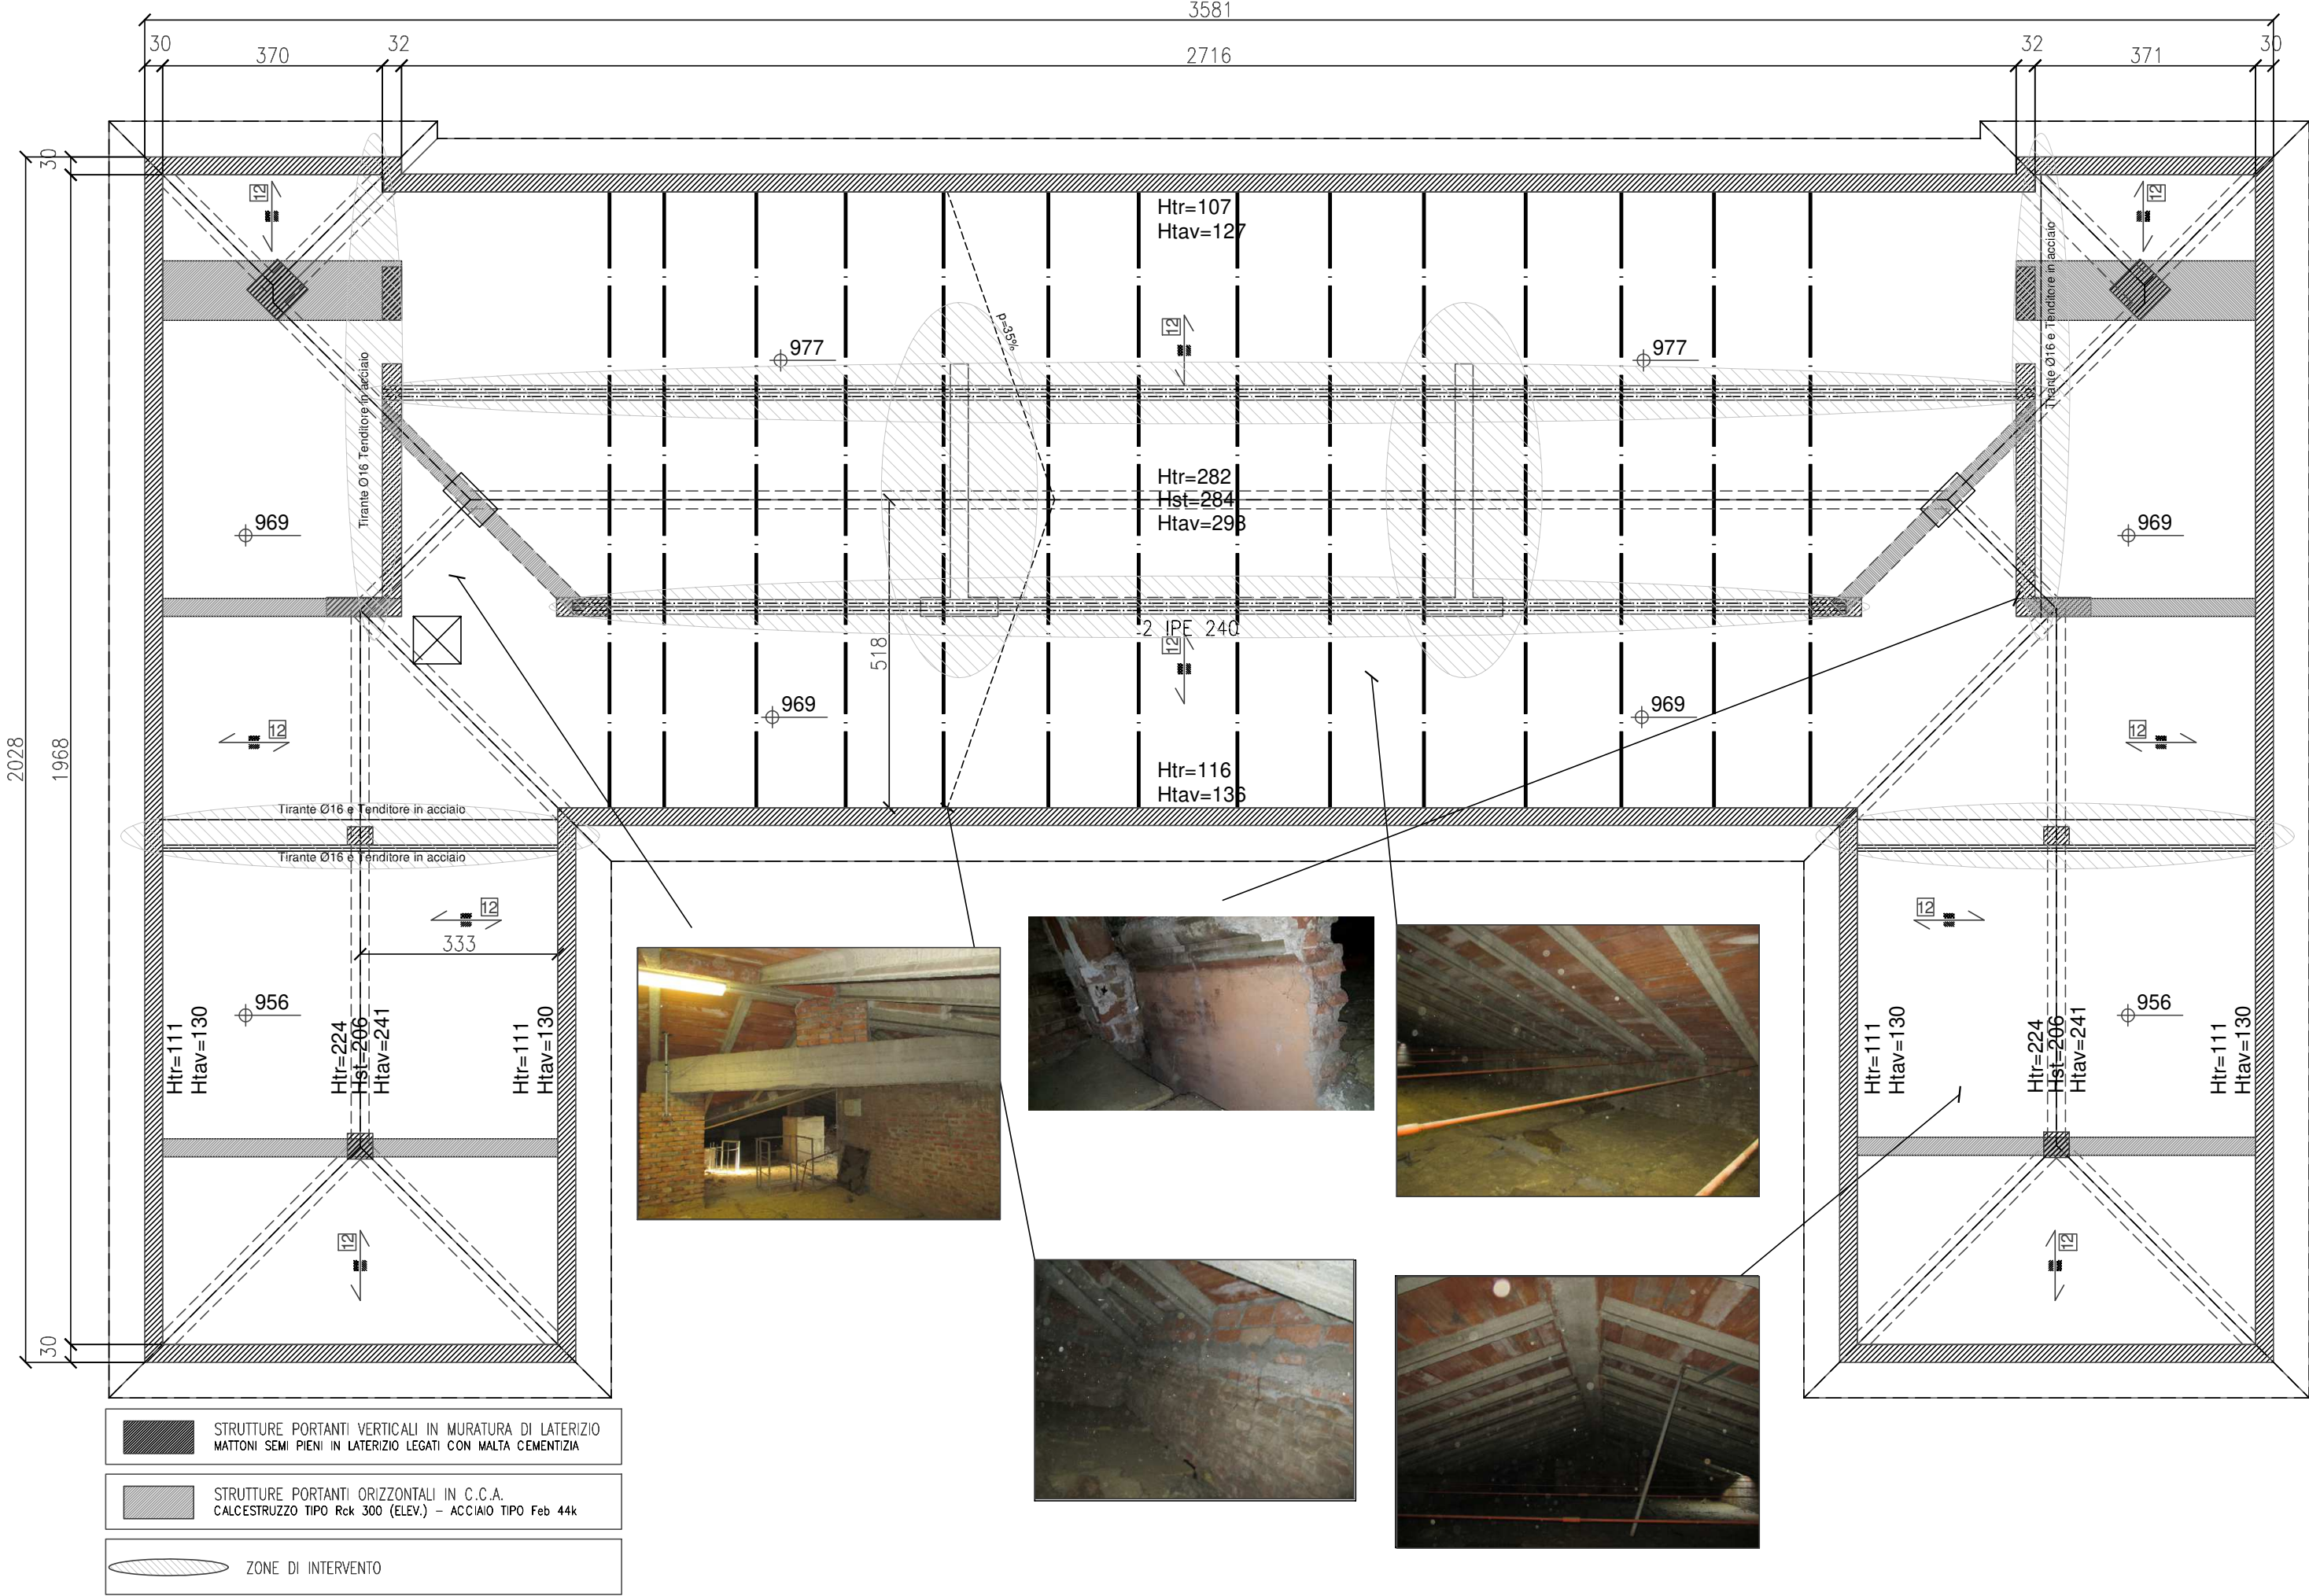 3581
30
370
32
2716
32
371
30
30
12
12
Htr=107
Htav=127
Tirante Ø16 e Tenditore in acciaio
p=35%
12
977
977
Tirante Ø16 Tenditore in acciaio
Htr=282
Hst=284
Htav=293
969
969
2 IPE 240
12
518
2028
1968
969
969
12
12
Htr=116
Htav=136
Tirante Ø16 e Tenditore in acciaio
Tirante Ø16 e Tenditore in acciaio
12
12
333
956
956
Htr=111
Htav=130
Htr=224
Hst=206
Htav=241
Htr=111
Htav=130
Htr=111
Htav=130
Htr=224
Hst=206
Htav=241
Htr=111
Htav=130
12
12
30
STRUTTURE PORTANTI VERTICALI IN MURATURA DI LATERIZIO
MATTONI SEMI PIENI IN LATERIZIO LEGATI CON MALTA CEMENTIZIA
STRUTTURE PORTANTI ORIZZONTALI IN C.C.A.
CALCESTRUZZO TIPO Rck 300 (ELEV.) – ACCIAIO TIPO Feb 44k
ZONE DI INTERVENTO